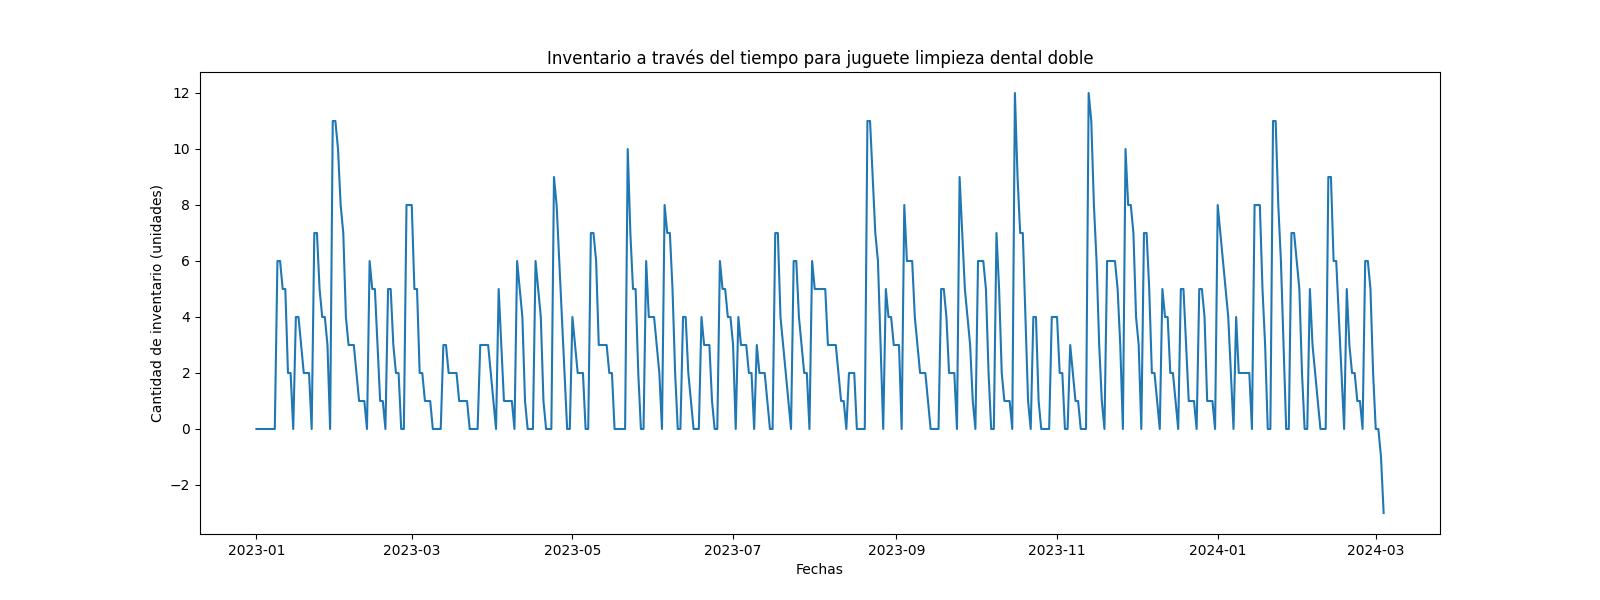 Inventario a través del tiempo para juguete limpieza dental doble
Cantidad de inventario (unidades)
12
10
8
6
4
2
0
−2
2023-01 2023-03 2023-05 2023-07 2023-09 2023-11 2024-01 2024-03
Fechas